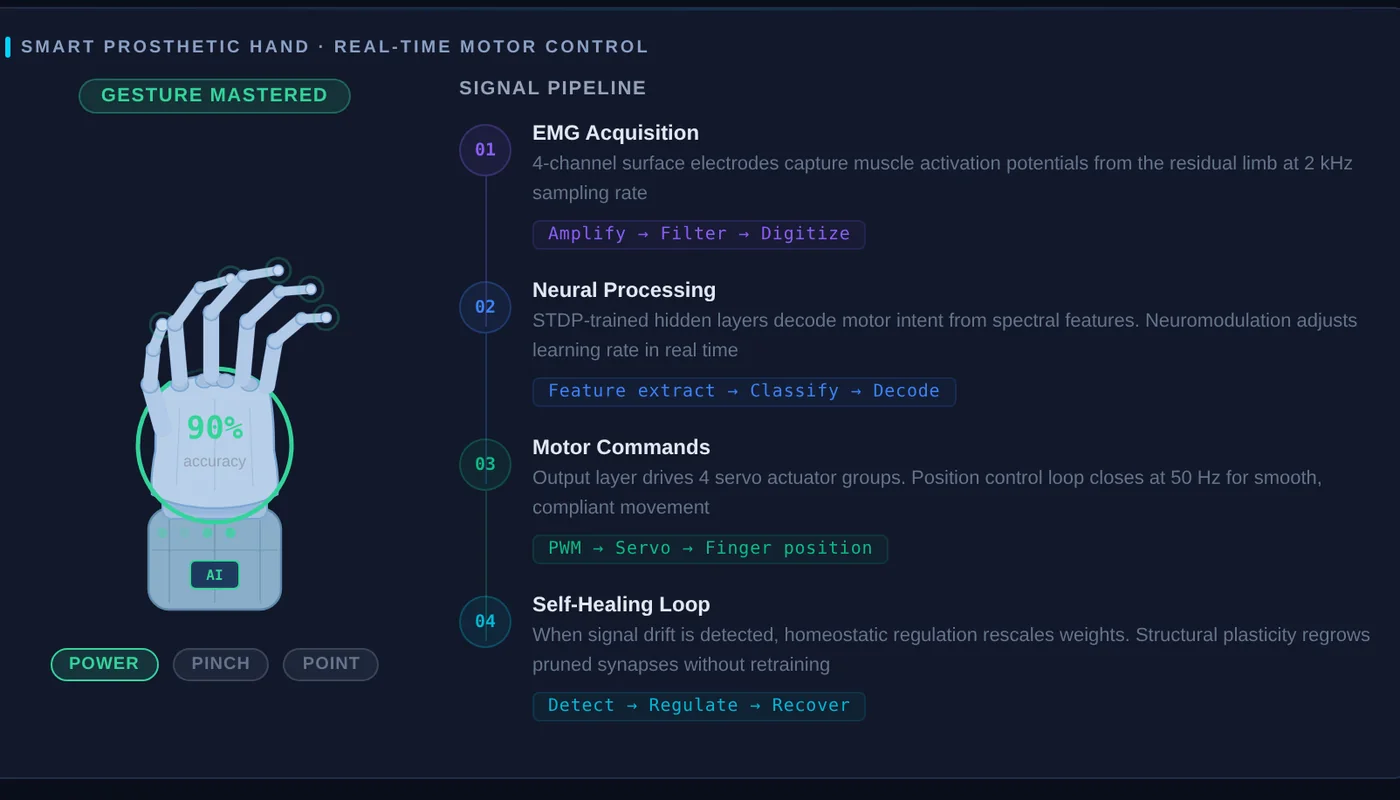 SMART PROSTHETIC HAND · REAL-TIME MOTOR CONTROL
GESTURE MASTERED
90%
accuracy
AI
POWER
PINCH
POINT
SIGNAL PIPELINE
01
EMG Acquisition
4-channel surface electrodes capture muscle activation potentials from the residual limb at 2 kHz
sampling rate
Amplify → Filter → Digitize
02
Neural Processing
STDP-trained hidden layers decode motor intent from spectral features. Neuromodulation adjusts
learning rate in real time
Feature extract → Classify → Decode
03
Motor Commands
Output layer drives 4 servo actuator groups. Position control loop closes at 50 Hz for smooth,
compliant movement
PWM → Servo → Finger position
04
Self-Healing Loop
When signal drift is detected, homeostatic regulation rescales weights. Structural plasticity regrows
pruned synapses without retraining
Detect → Regulate → Recover